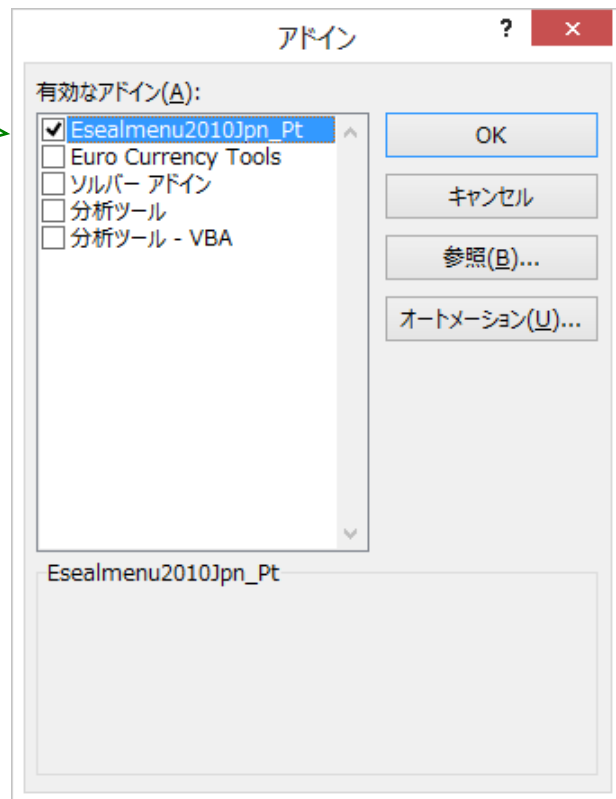 アドイン
?
×
有効なアドイン(A):
Esealmenu2010Jpn_Pt
Euro Currency Tools
ソルバー アドイン
分析ツール
分析ツール - VBA
OK
キャンセル
参照(B)...
オートメーション(U)...
Esealmenu2010Jpn_Pt